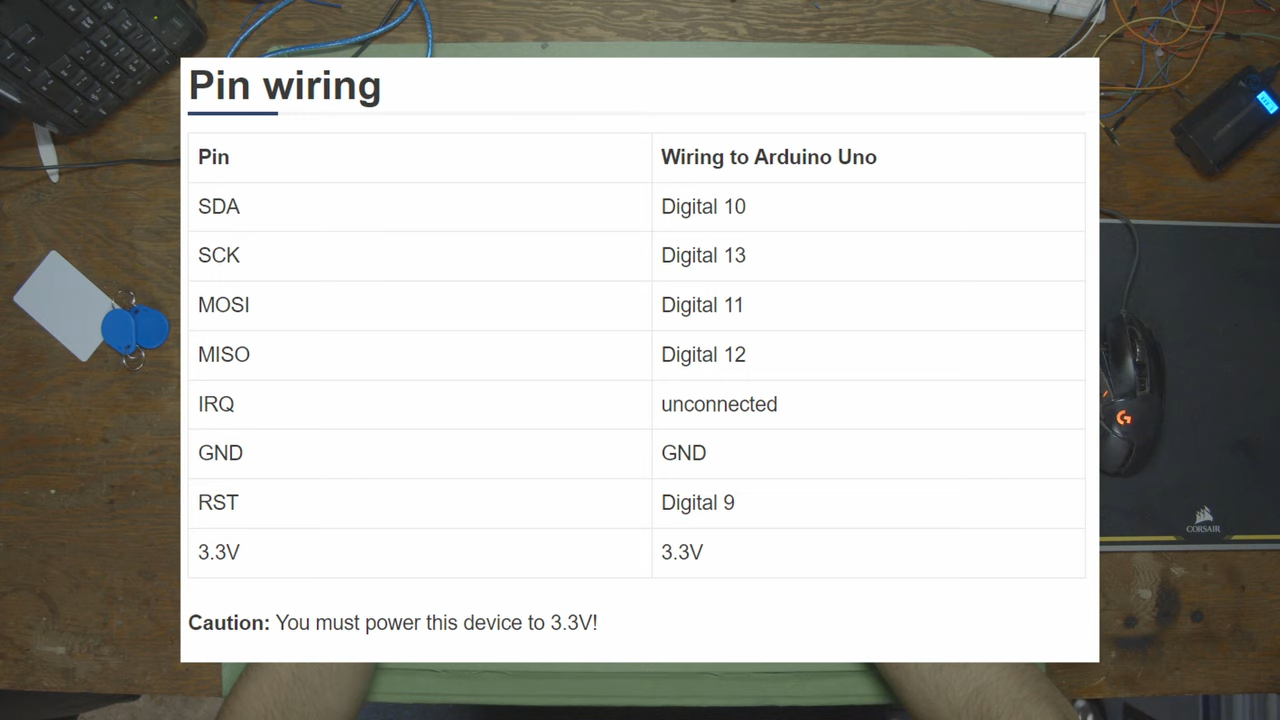 Pin wiring
Pin Wiring to Arduino Uno
SDA Digital 10
SCK Digital 13
MOSI Digital 11
MISO Digital 12
IRQ unconnected
GND GND
RST Digital 9
3.3V 3.3V
Caution: You must power this device to 3.3V!
CORSAIR